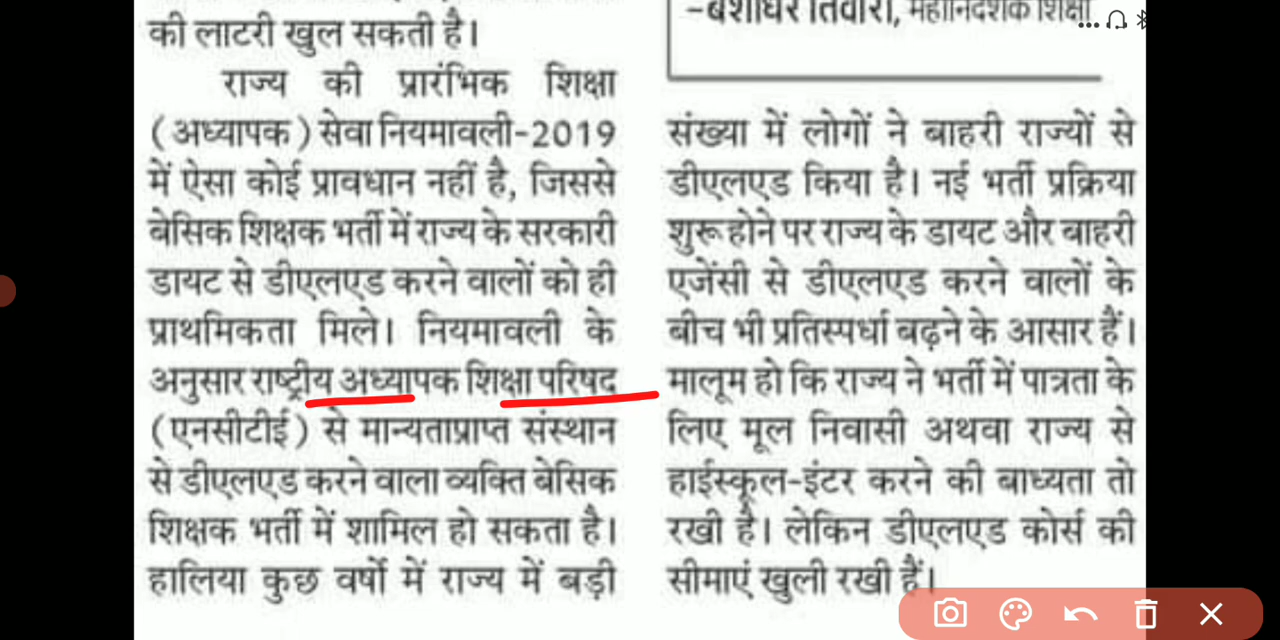 की लाटरी खुल सकती है।
राज्य की प्रारंभिक शिक्षा
(अध्यापक) सेवा नियमावली-2019
में ऐसा कोई प्रावधान नहीं है, जिससे
बेसिक शिक्षक भर्ती में राज्य के सरकारी
डायट से डीएलएड करने वालों को ही
प्राथमिकता मिले। नियमावली के
अनुसार राष्ट्रीय अध्यापक शिक्षा परिषद
(एनसीटीई) से मान्यताप्राप्त संस्थान
से डीएलएड करने वाला व्यक्ति बेसिक
शिक्षक भर्ती में शामिल हो सकता है।
हालिया कुछ वर्षों में राज्य में बड़ी
-बंशीधर तिवारी, महानिदेशक शिक्षा...
संख्या में लोगों ने बाहरी राज्यों से
डीएलएड किया है। नई भर्ती प्रक्रिया
शुरू होने पर राज्य के डायट और बाहरी
एजेंसी से डीएलएड करने वालों के
बीच भी प्रतिस्पर्धा बढ़ने के आसार हैं।
मालूम हो कि राज्य ने भर्ती में पात्रता के
लिए मूल निवासी अथवा राज्य से
हाईस्कूल-इंटर करने की बाध्यता तो
रखी है। लेकिन डीएलएड कोर्स की
सीमाएं खुली रखी हैं।